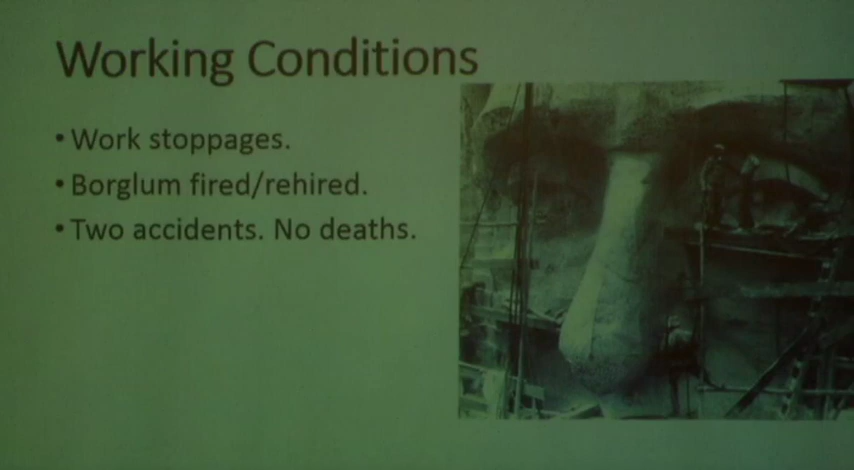 Working Conditions
• Work stoppages.
• Borglum fired/rehired.
• Two accidents. No deaths.